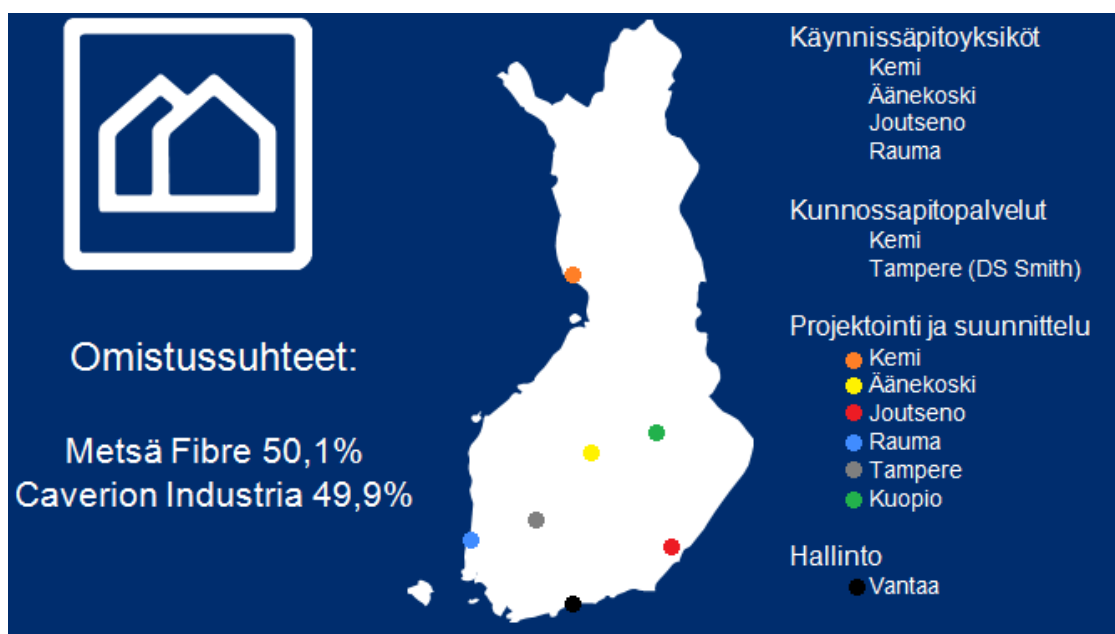 Omistussuhteet:
Metsä Fibre 50,1%
Caverion Industria 49,9%
Käynnissäpitoyksiköt
Kemi
Äänekoski
Joutseno
Rauma
Kunnossapitopalvelut
Kemi
Tampere (DS Smith)
Projektointi ja suunnittelu
Kemi
Äänekoski
Joutseno
Rauma
Tampere
Kuopio
Hallinto
Vantaa